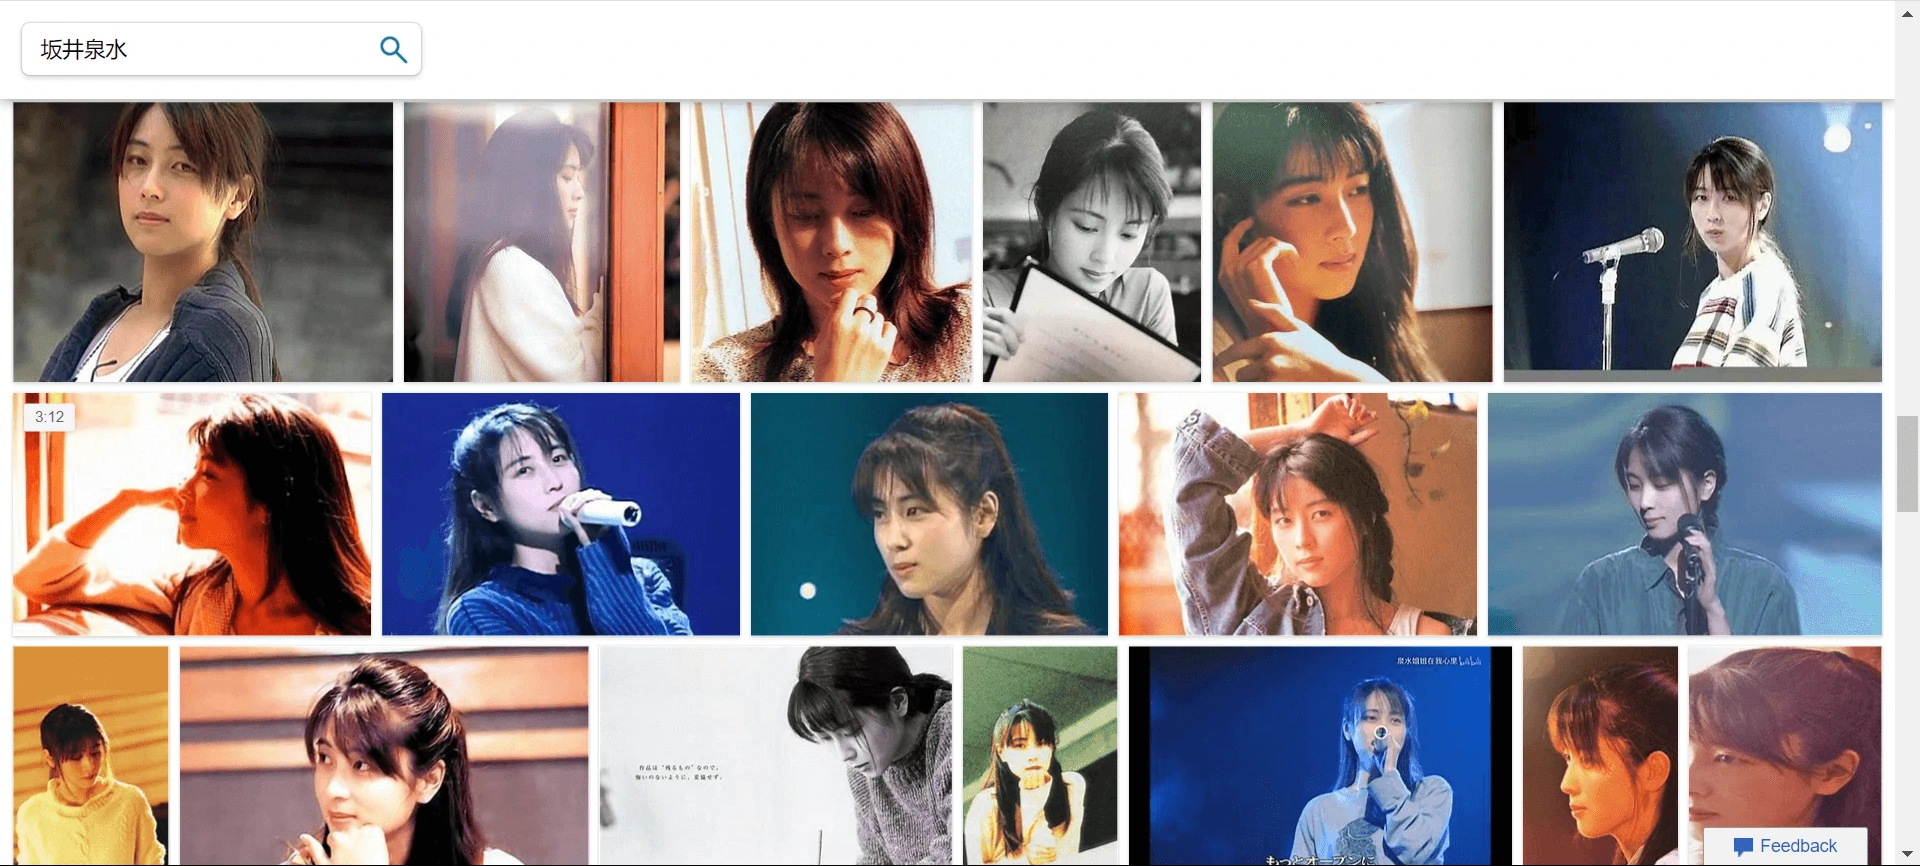 坂井泉水
3:12
泉水姐姐在我心里 bilibili
作品は“残るもの”なので、
悔いのないように、妥協せず。
もっとオープンに
Feedback